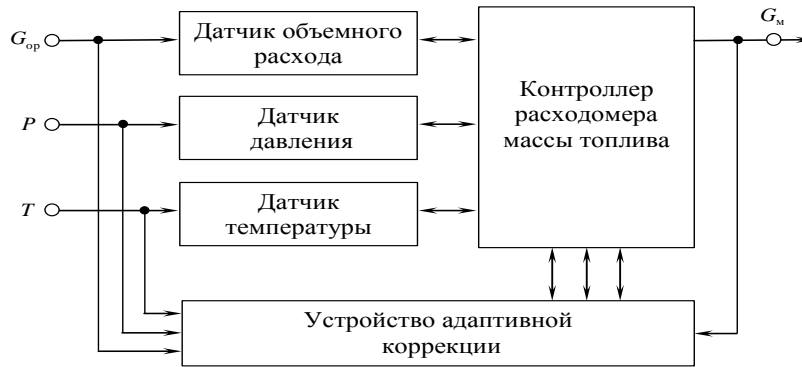 Gор
Датчик объемного
расхода
Gм
P
Датчик
давления
Контроллер
расходомера
массы топлива
T
Датчик
температуры
Устройство адаптивной
коррекции